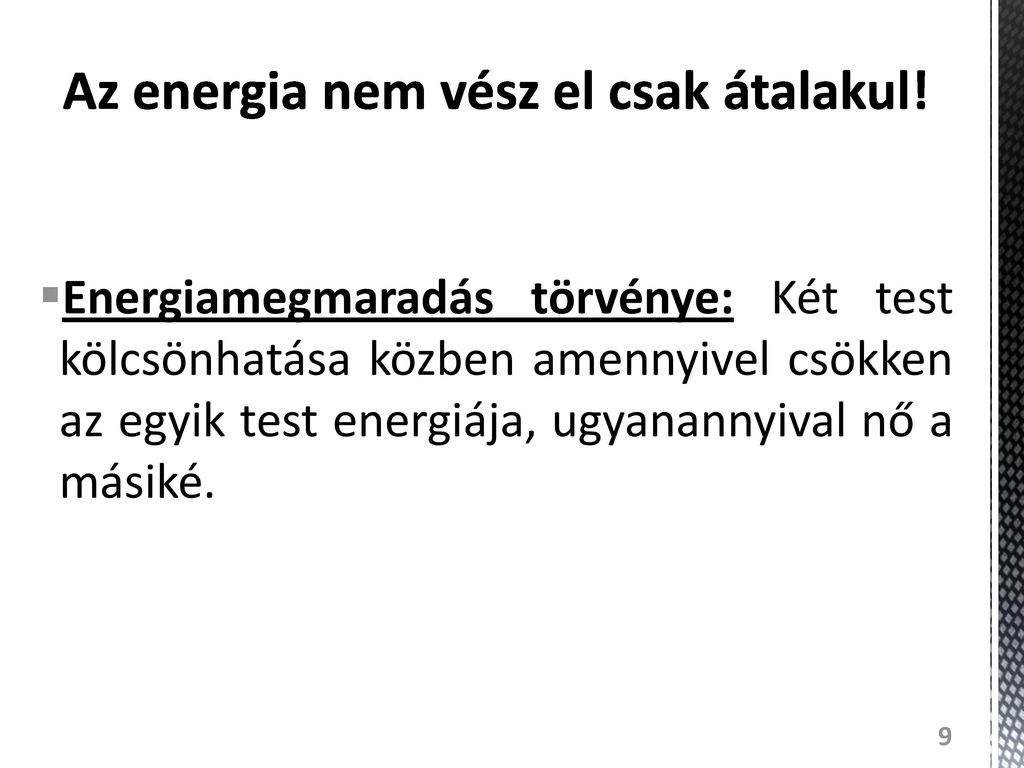 Az energia nem vész el csak átalakul!
Energiamegmaradás törvénye: Két test
kölcsönhatása közben amennyivel csökken
az egyik test energiája, ugyanannyival nő a
másiké.
9